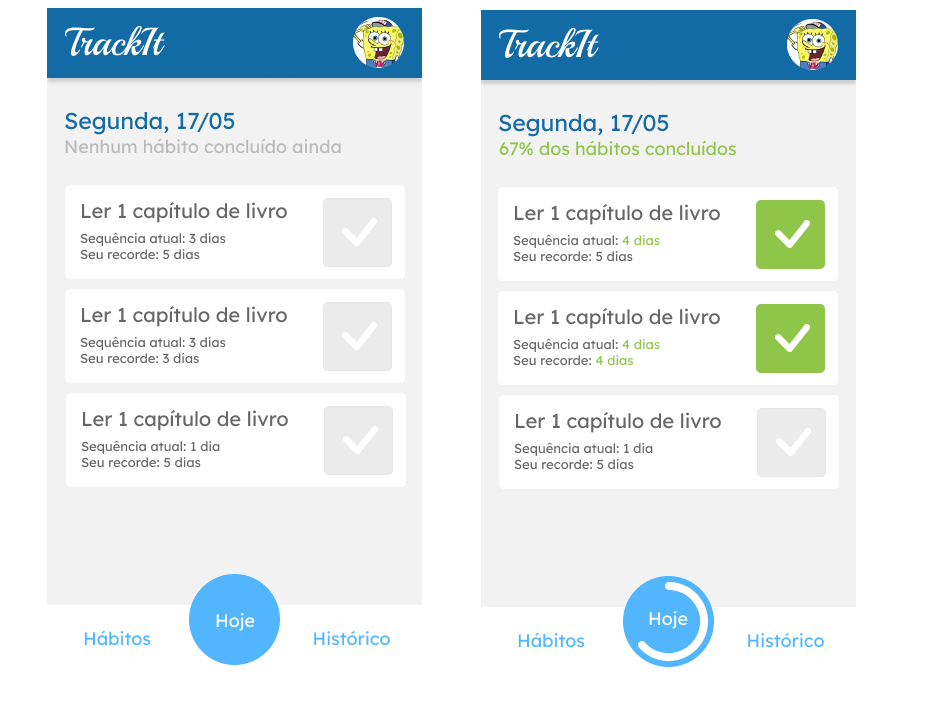 TrackIt
Segunda, 17/05
Nenhum hábito concluído ainda
Ler 1 capítulo de livro
Sequência atual: 3 dias
Seu recorde: 5 dias
Ler 1 capítulo de livro
Sequência atual: 3 dias
Seu recorde: 3 dias
Ler 1 capítulo de livro
Sequência atual: 1 dia
Seu recorde: 5 dias
Hábitos
Hoje
Histórico
TrackIt
Segunda, 17/05
67% dos hábitos concluídos
Ler 1 capítulo de livro
Sequência atual: 4 dias
Seu recorde: 5 dias
Ler 1 capítulo de livro
Sequência atual: 4 dias
Seu recorde: 4 dias
Ler 1 capítulo de livro
Sequência atual: 1 dia
Seu recorde: 5 dias
Hábitos
Hoje
Histórico